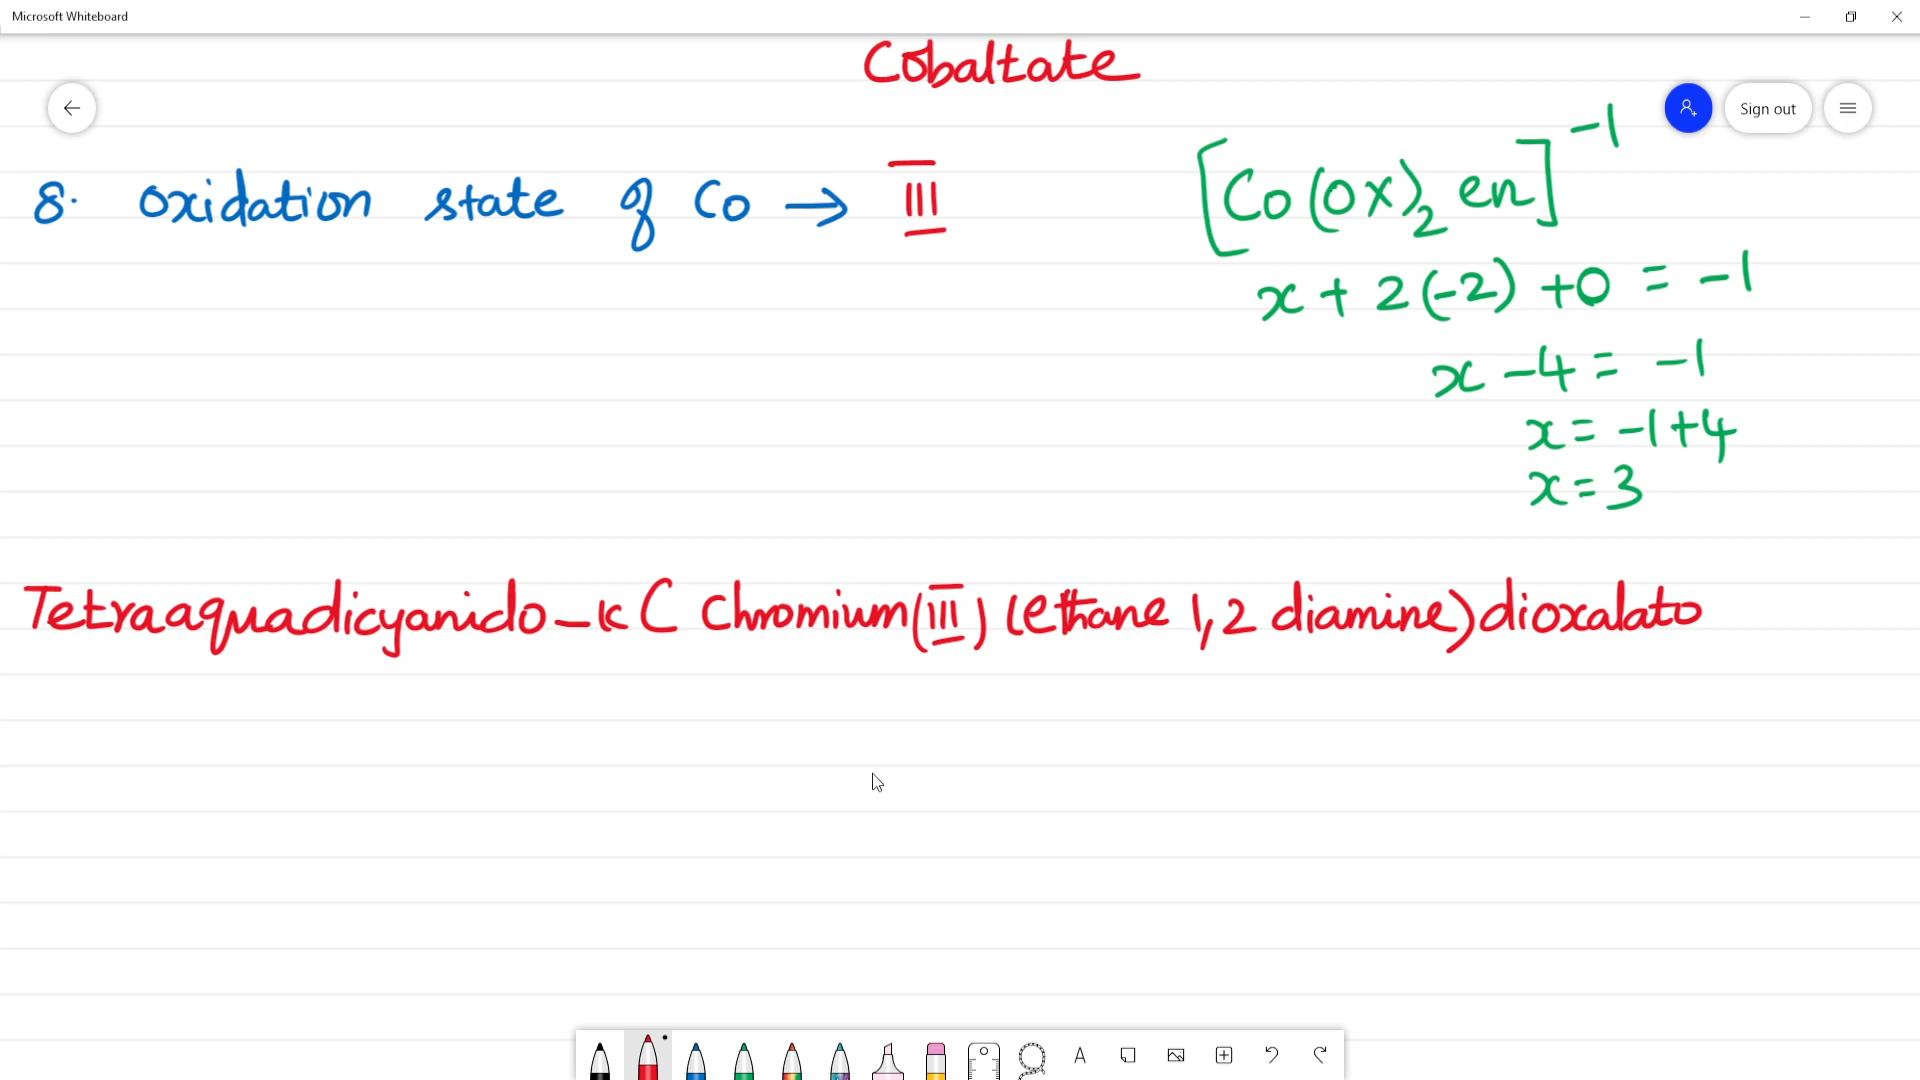 Microsoft Whiteboard
Cobaltate
Sign out
8. oxidation state of Co → III
[Co(ox)2 en]-1
x + 2(-2) +0 = -1
x -4 = -1
x = -1+4
x = 3
Tetraaquadicyanido-κC Chromium(III) (ethane 1,2 diamine)dioxalato
A